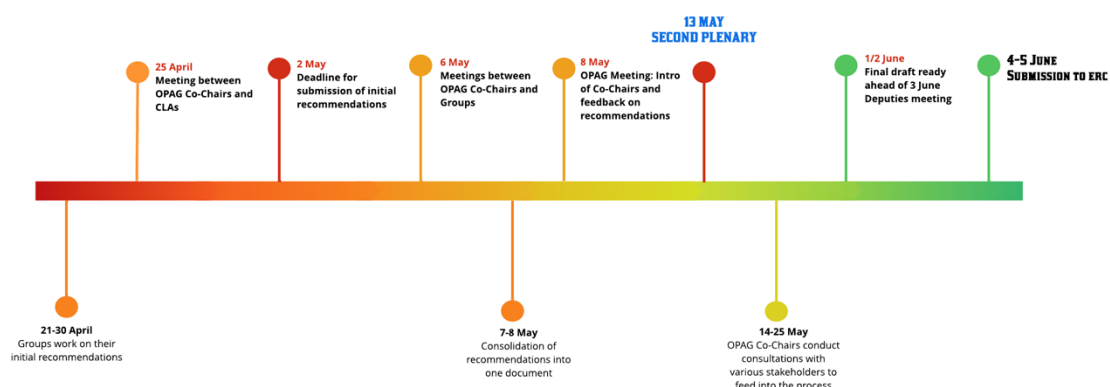 13 MAY
SECOND PLENARY
25 April
Meeting between
OPAG Co-Chairs and
CLAs
2 May
Deadline for
submission of initial
recommendations
6 May
Meetings between
OPAG Co-Chairs and
Groups
8 May
OPAG Meeting: Intro
of Co-Chairs and
feedback on
recommendations
1/2 June
Final draft ready
ahead of 3 June
Deputies meeting
4-5 June
Submission to ERC
21-30 April
Groups work on their
initial recommendations
7-8 May
Consolidation of
recommendations into
one document
14-25 May
OPAG Co-Chairs conduct
consultations with
various stakeholders to
feed into the process